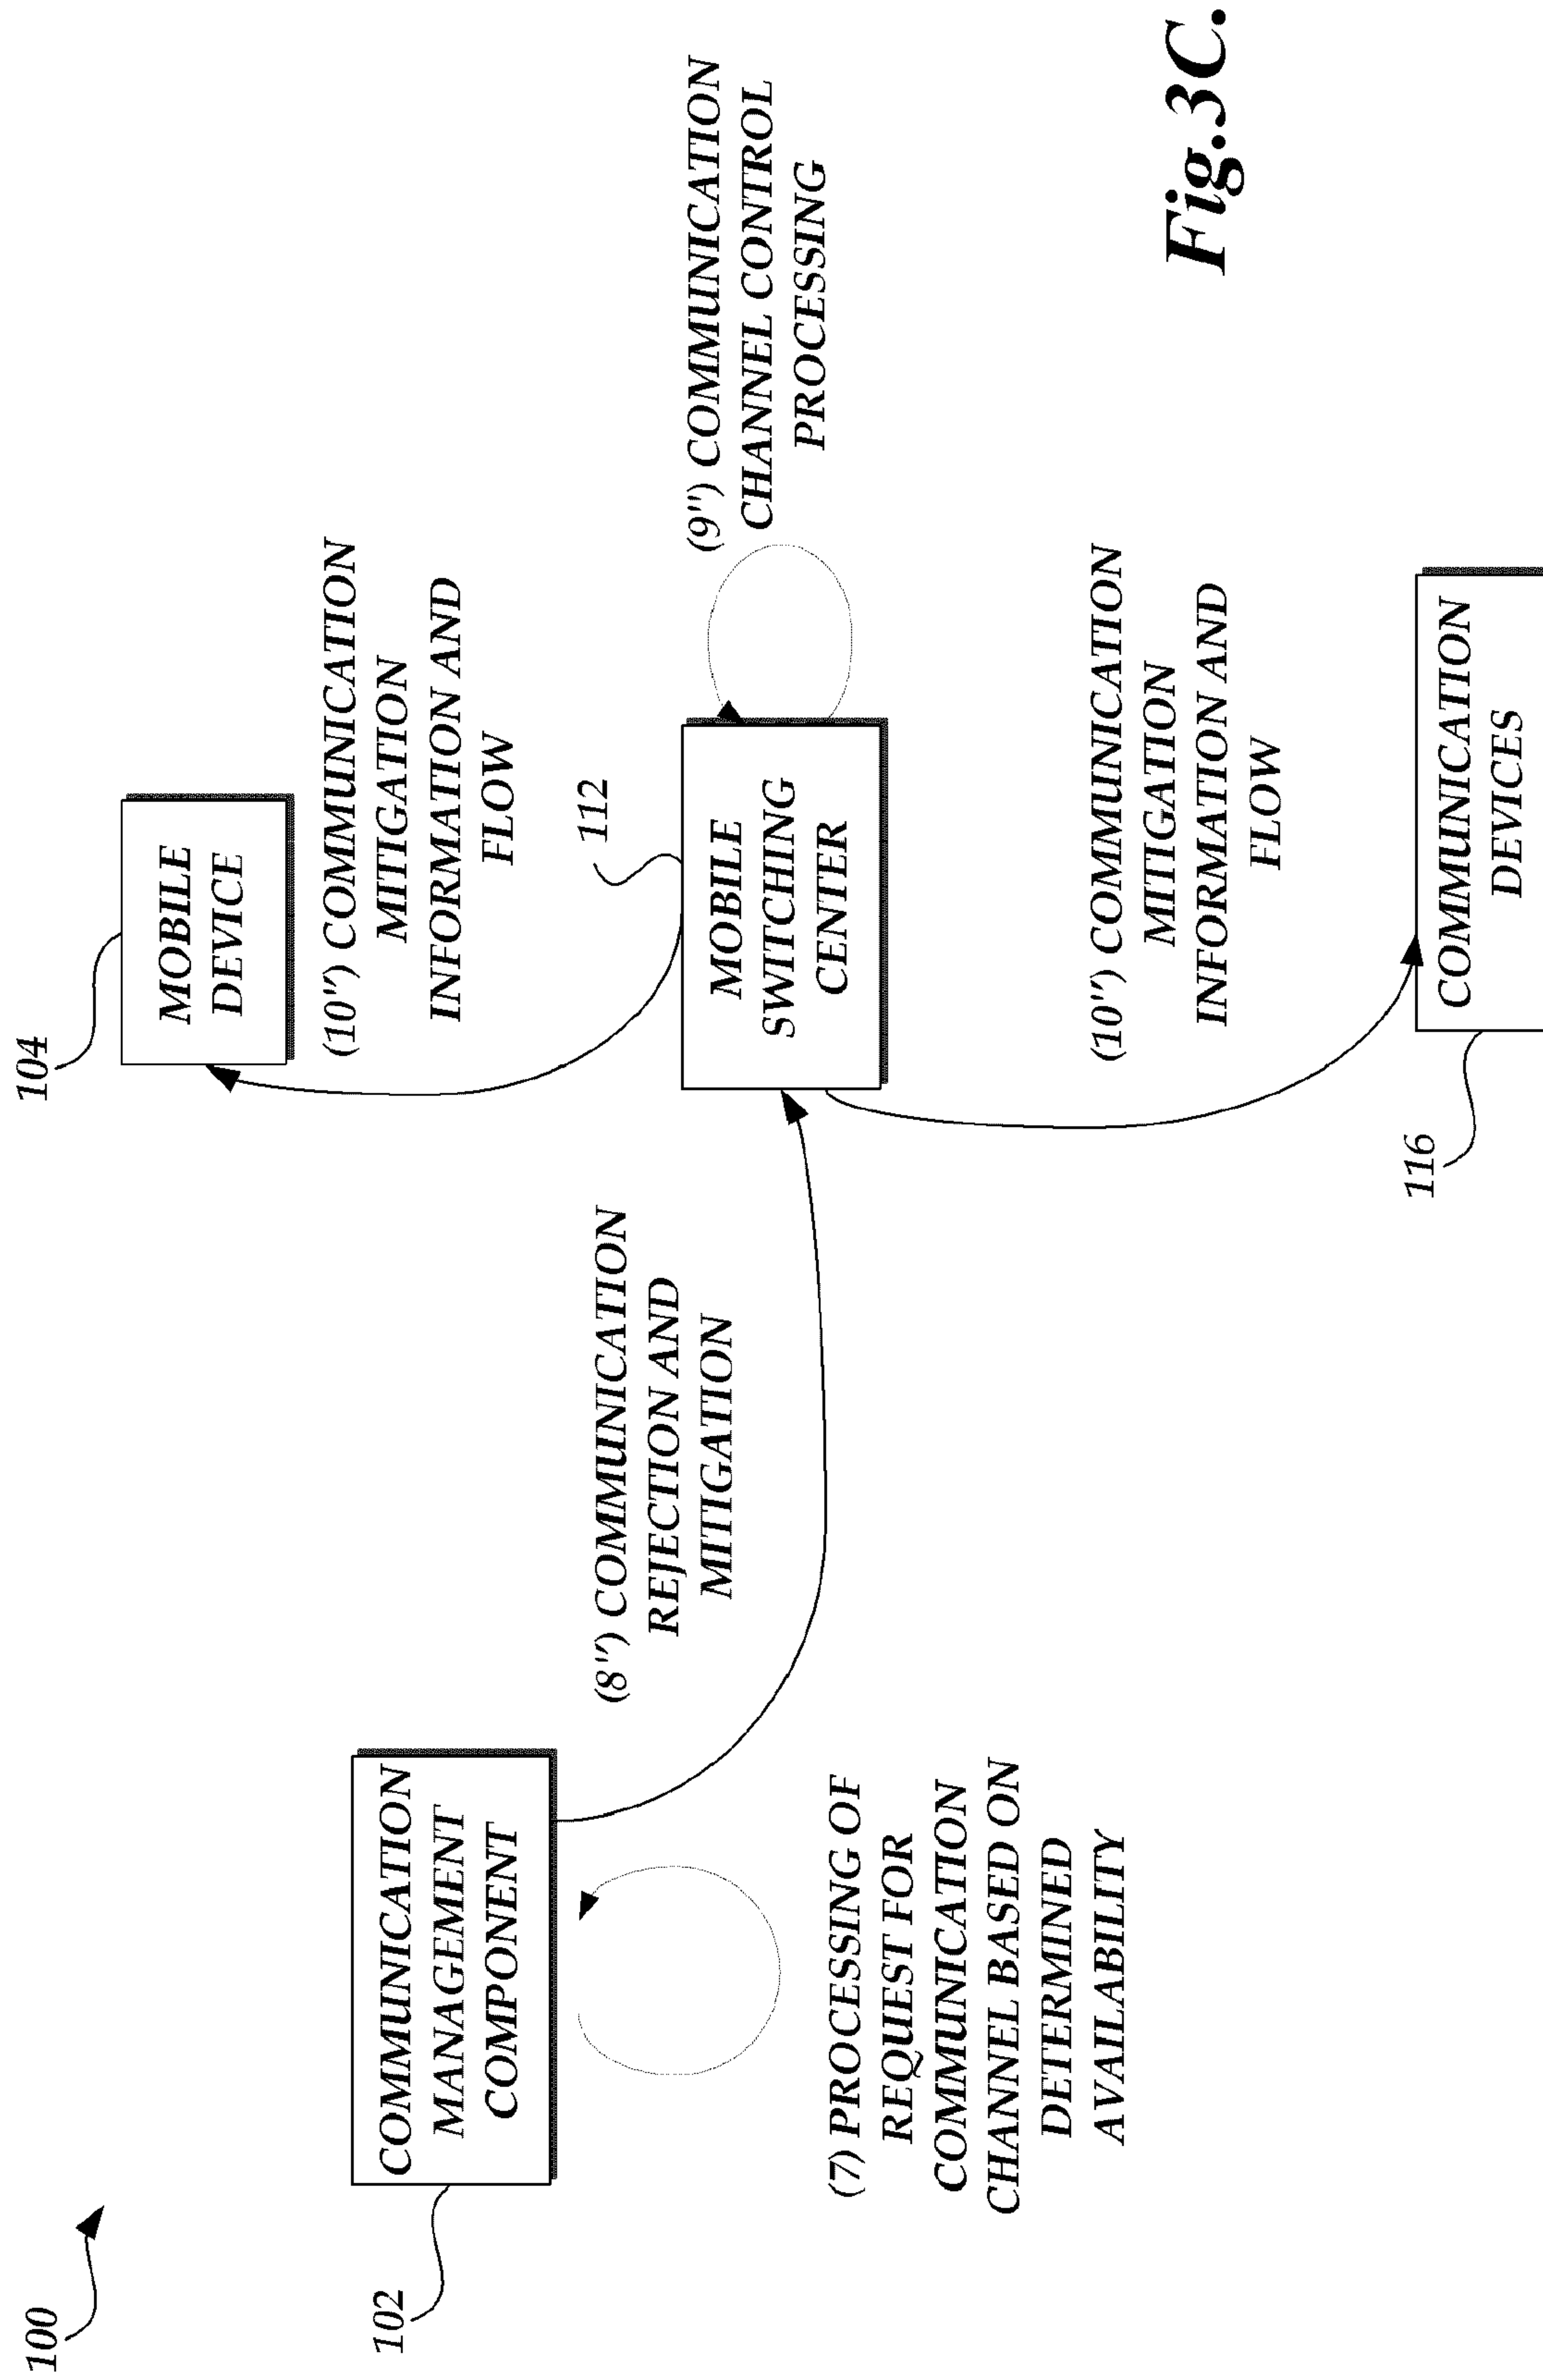 100
102
COMMUNICATION
MANAGEMENT
COMPONENT
(7) PROCESSING OF
REQUEST FOR
COMMUNICATION
CHANNEL BASED ON
DETERMINED
AVAILABILITY
(8") COMMUNICATION
REJECTION AND
MITIGATION
104
MOBILE
DEVICE
(10") COMMUNICATION
MITIGATION
INFORMATION AND
FLOW
112
MOBILE
SWITCHING
CENTER
(9") COMMUNICATION
CHANNEL CONTROL
PROCESSING
(10") COMMUNICATION
MITIGATION
INFORMATION AND
FLOW
116
COMMUNICATION
DEVICES
Fig.3C.